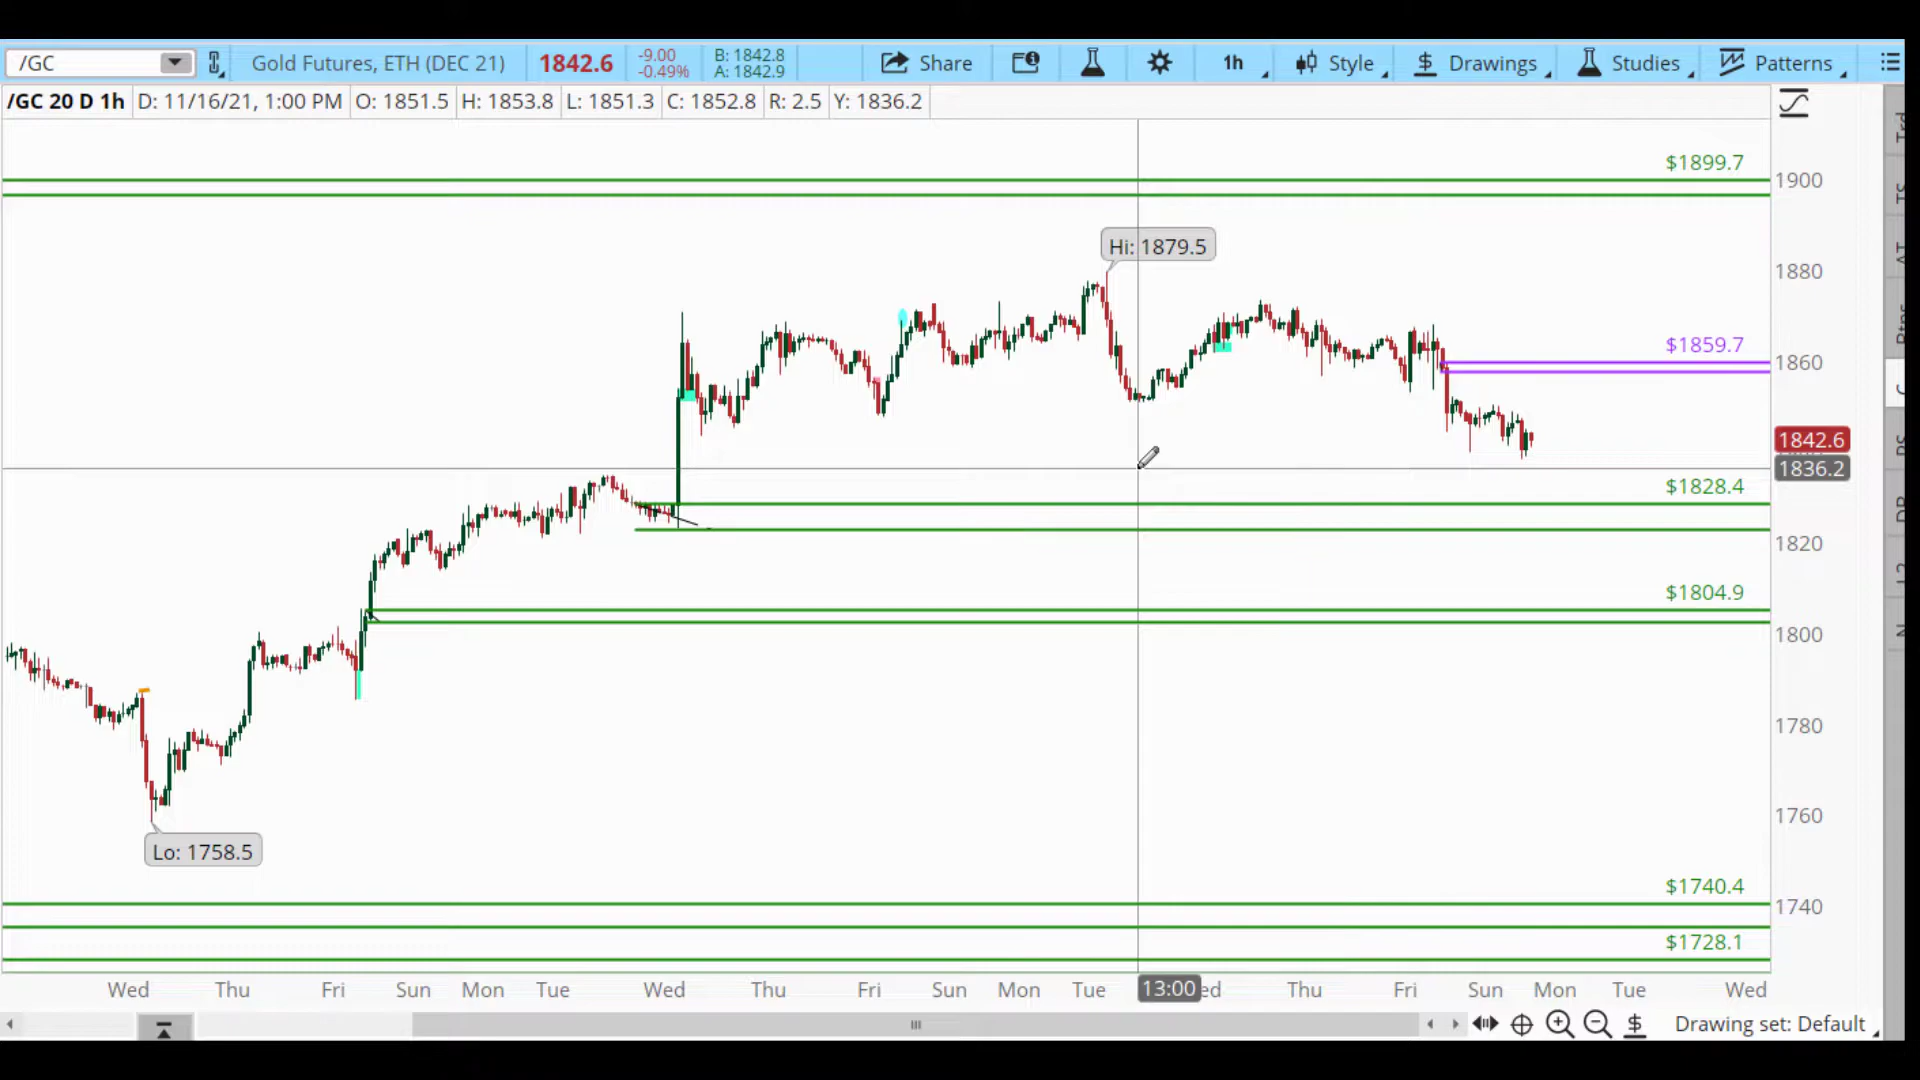 /GC
Gold Futures, ETH (DEC 21)
1842.6
-9.00
-0.49%
B: 1842.8
A: 1842.9
Share
1h
Style
$ Drawings
Studies
Patterns
/GC 20 D 1h
D: 11/16/21, 1:00 PM
O: 1851.5
H: 1853.8
L: 1851.3
C: 1852.8
R: 2.5
Y: 1836.2
$1899.7
1900
Hi: 1879.5
1880
$1859.7
1860
1842.6
1836.2
$1828.4
1820
$1804.9
1800
1780
1760
Lo: 1758.5
$1740.4
1740
$1728.1
Wed
Thu
Fri
Sun
Mon
Tue
Wed
Thu
Fri
Sun
Mon
Tue
13:00
Thu
Fri
Sun
Mon
Tue
Wed
Drawing set: Default